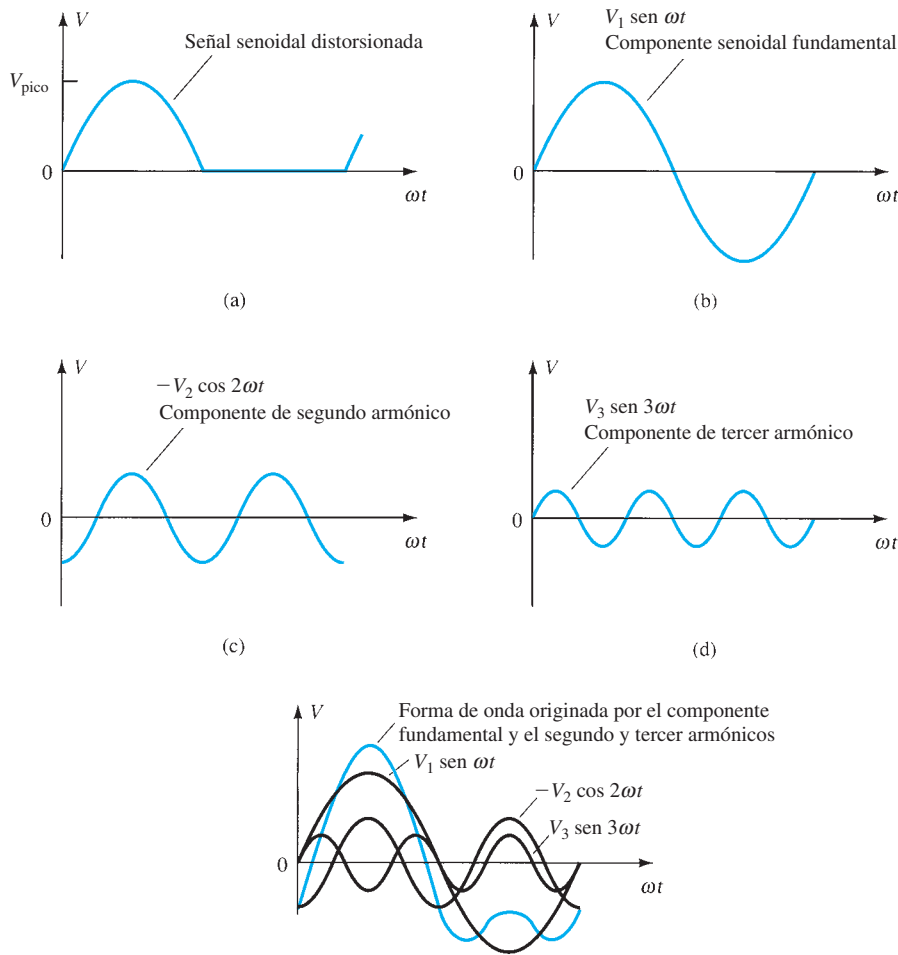 V
Señal senoidal distorsionada
V_pico
0
ωt
(a)
V_1 sen ωt
V
Componente senoidal fundamental
0
ωt
(b)
V
−V_2 cos 2ωt
Componente de segundo armónico
0
ωt
(c)
V
V_3 sen 3ωt
Componente de tercer armónico
0
ωt
(d)
V
Forma de onda originada por el componente
fundamental y el segundo y tercer armónicos
V_1 sen ωt
−V_2 cos 2ωt
V_3 sen 3ωt
0
ωt